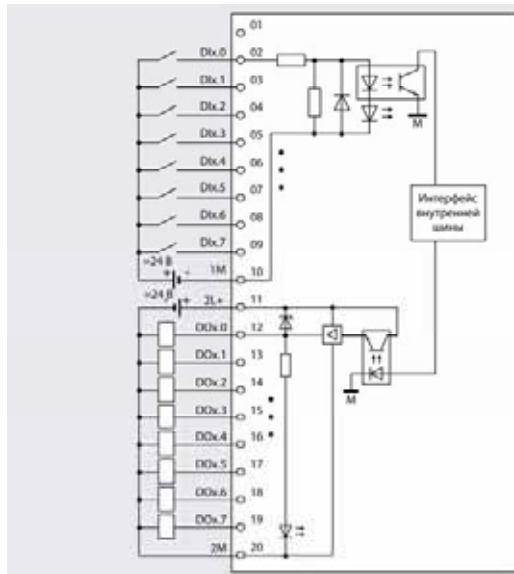 01
DIx.0 02
DIx.1 03
DIx.2 04
DIx.3 05
DIx.4 06
DIx.5 07
DIx.6 08
DIx.7 09
=24 В
+ - 1M 10
=24 В
- + 2L+ 11
DOx.0 12
DOx.1 13
DOx.2 14
DOx.3 15
DOx.4 16
DOx.5 17
DOx.6 18
DOx.7 19
2M 20
M
Интерфейс
внутренней
шины
M